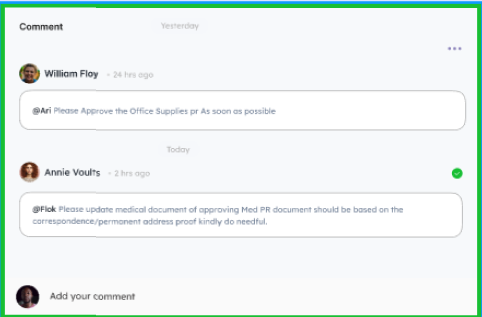 Comment
Yesterday
William Floy • 24 hrs ago
@Ari Please Approve the Office Supplies pr As soon as possible
Today
Annie Voults • 2 hrs ago
@Flok Please update medical document of approving Med PR document should be based on the
correspondence/permanent address proof kindly do needful.
Add your comment